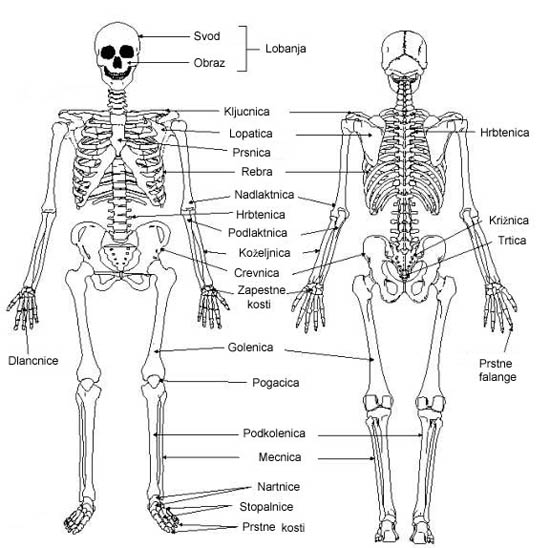 Svod
Lobanja
Obraz
Kljucnica
Lopatica
Hrbtenica
Prsnica
Rebra
Nadlaktnica
Hrbtenica
Podlaktnica
Križnica
Trtica
Koželjnica
Crevnica
Zapestne
kosti
Dlancnice
Golenica
Prstne
falange
Pogacica
Podkolenica
Mecnica
Nartnice
Stopalnice
Prstne kosti